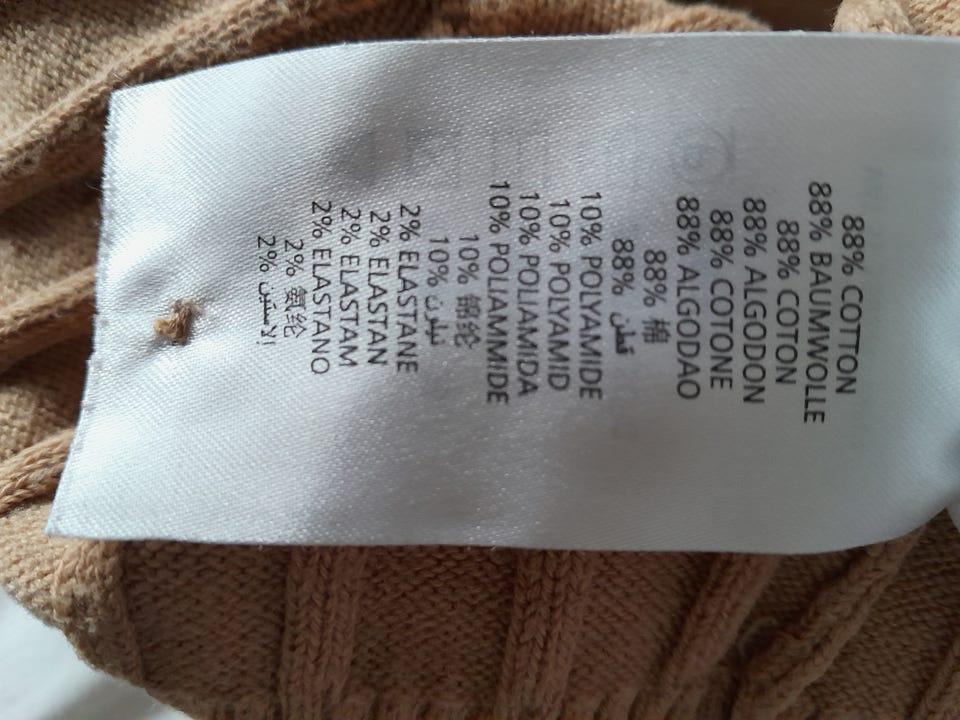 88% COTTON
88% BAUMWOLLE
88% COTON
88% ALGODON
88% COTONE
88% ALGODAO
88% 棉
88% قطن
10% POLYAMIDE
10% POLYAMID
10% POLIAMIDA
10% POLIAMMIDE
10% 锦纶
10% نيلون
2% ELASTANE
2% ELASTAN
2% ELASTAM
2% ELASTANO
2% 氨纶
2% الاستين